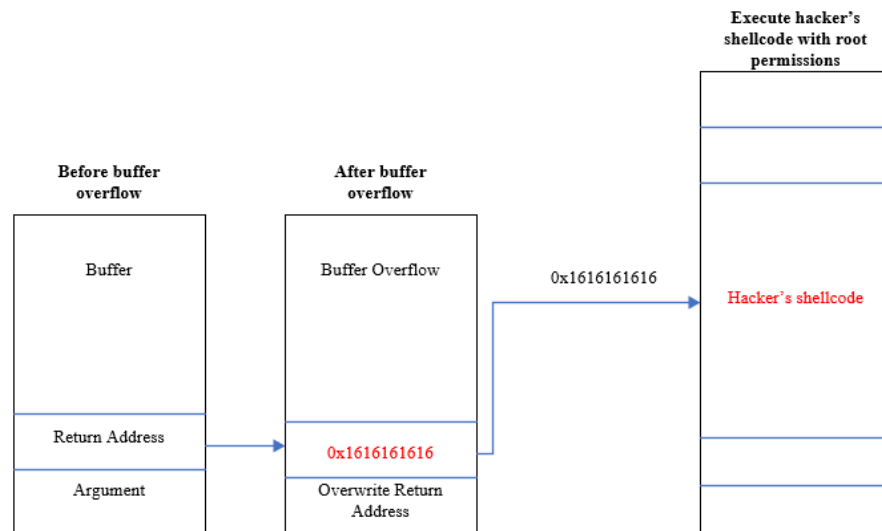 Execute hacker's
shellcode with root
permissions
Before buffer
overflow
After buffer
overflow
Buffer
Buffer Overflow
0x1616161616
Hacker's shellcode
Return Address
0x1616161616
Argument
Overwrite Return
Address